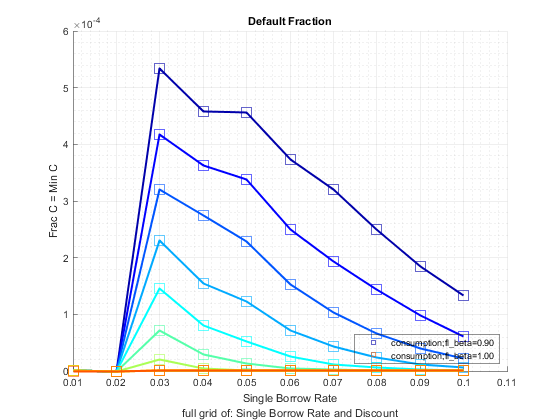 Default Fraction
×10-4
6
5
4
3
2
1
0
Frac C = Min C
consumption;fl_beta=0.90
consumption;fl_beta=1.00
0.01 0.02 0.03 0.04 0.05 0.06 0.07 0.08 0.09 0.1 0.11
Single Borrow Rate
full grid of: Single Borrow Rate and Discount